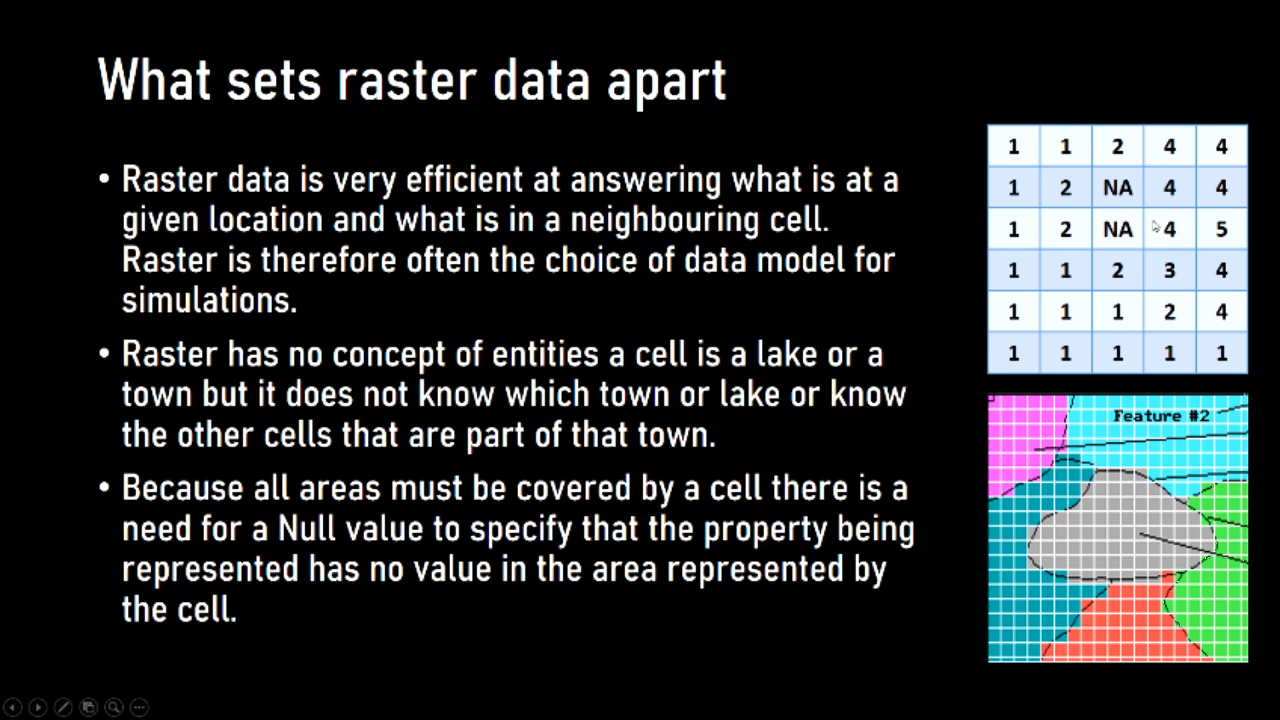 What sets raster data apart
• Raster data is very efficient at answering what is at a
given location and what is in a neighbouring cell.
Raster is therefore often the choice of data model for
simulations.
• Raster has no concept of entities a cell is a lake or a
town but it does not know which town or lake or know
the other cells that are part of that town.
• Because all areas must be covered by a cell there is a
need for a Null value to specify that the property being
represented has no value in the area represented by
the cell.
1 1 2 4 4
1 2 NA 4 4
1 2 NA 4 5
1 1 2 3 4
1 1 1 2 4
1 1 1 1 1
Feature #2